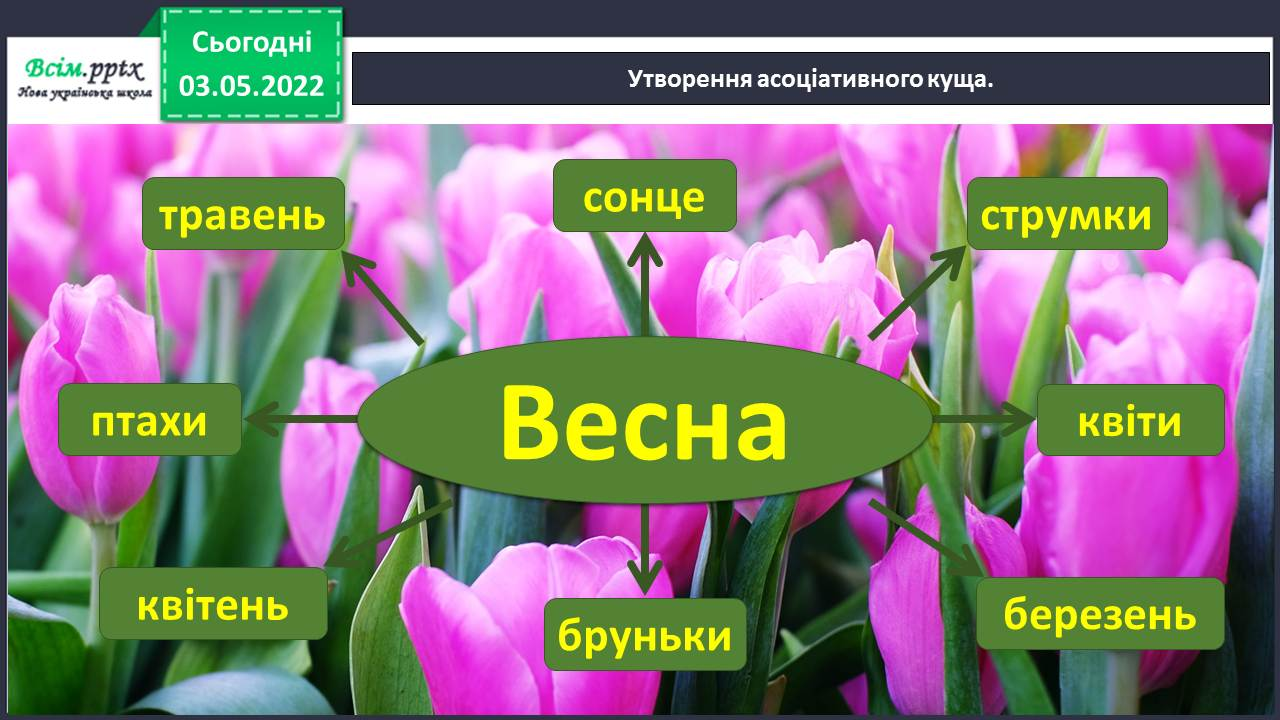 Всім.pptx
Нова українська школа
Сьогодні
03.05.2022
Утворення асоціативного куща.
травень
сонце
струмки
птахи
Весна
квіти
квітень
бруньки
березень